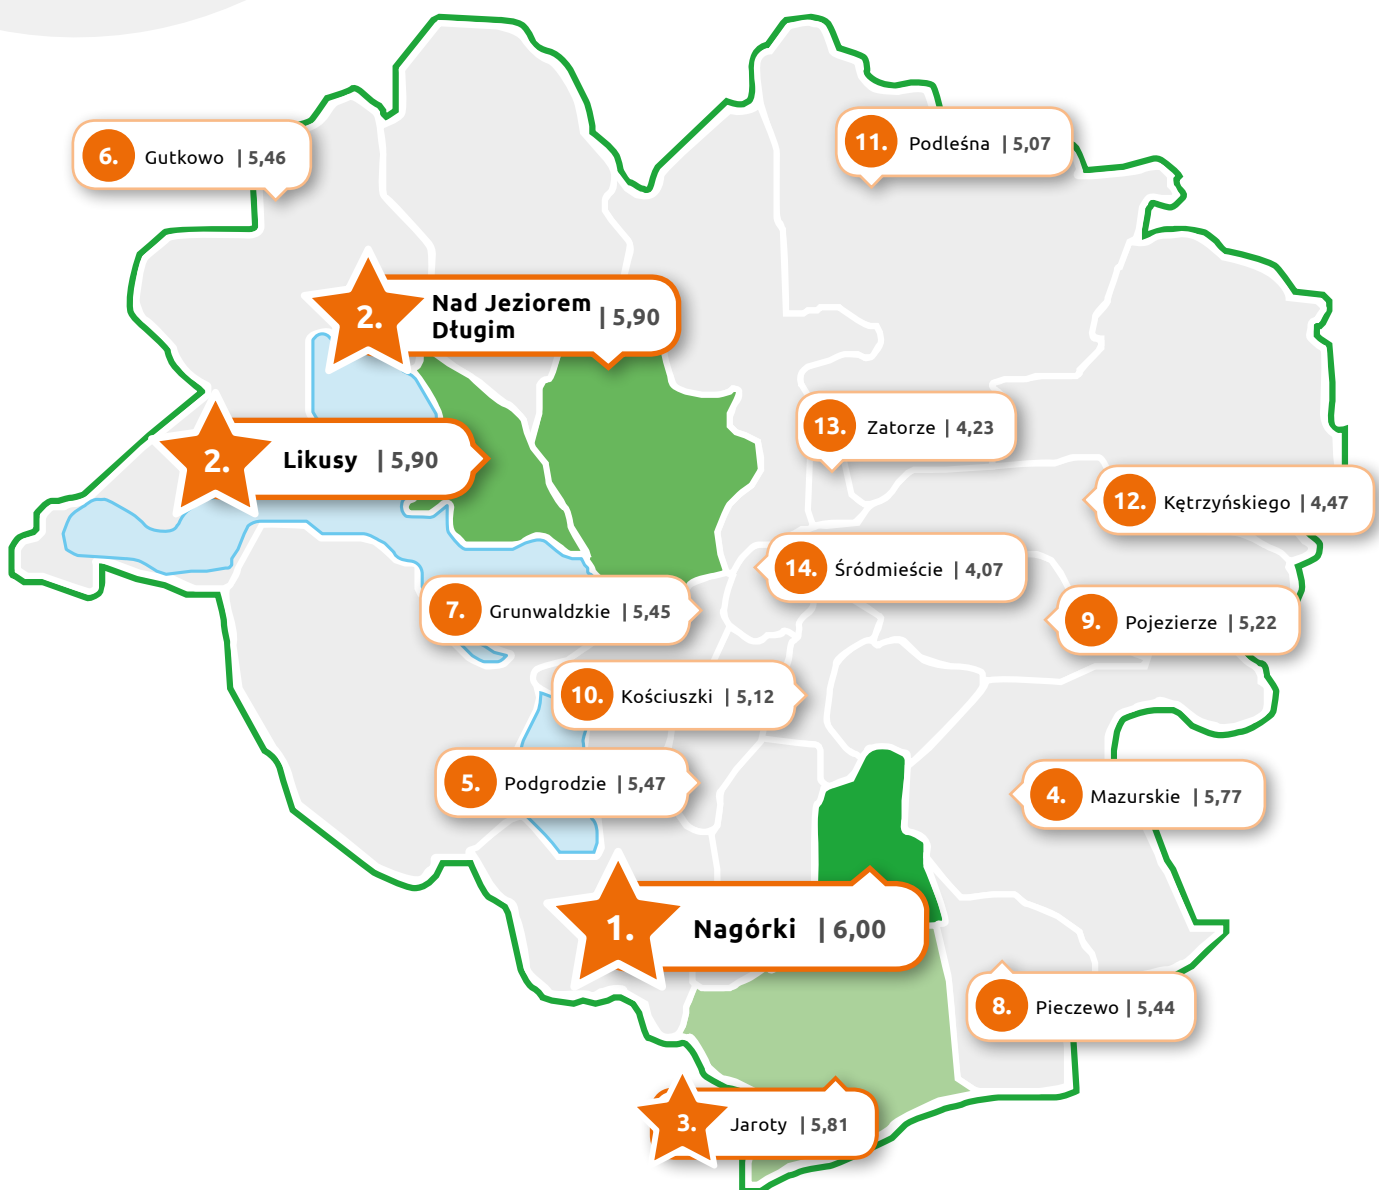 6. Gutkowo | 5,46
11. Podleśna | 5,07
2. Nad Jeziorem
Długim | 5,90
13. Zatorze | 4,23
2. Likusy | 5,90
12. Kętrzyńskiego | 4,47
14. Śródmieście | 4,07
7. Grunwaldzkie | 5,45
9. Pojezierze | 5,22
10. Kościuszki | 5,12
5. Podgrodzie | 5,47
4. Mazurskie | 5,77
1. Nagórki | 6,00
8. Pieczewo | 5,44
3. Jaroty | 5,81